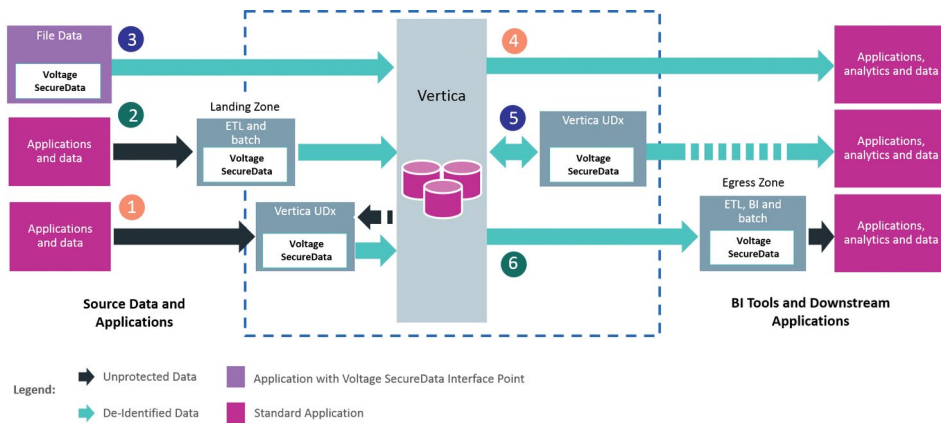 File Data
Voltage
SecureData
3
4
Applications,
analytics and data
Vertica
2
Applications
and data
Landing Zone
ETL and
batch
Voltage
SecureData
5
Vertica UDx
Voltage
SecureData
Applications,
analytics and data
1
Applications
and data
Vertica UDx
Voltage
SecureData
6
Egress Zone
ETL, BI and
batch
Voltage
SecureData
Applications,
analytics and data
Source Data and
Applications
BI Tools and Downstream
Applications
Legend:
Unprotected Data
Application with Voltage SecureData Interface Point
De-Identified Data
Standard Application